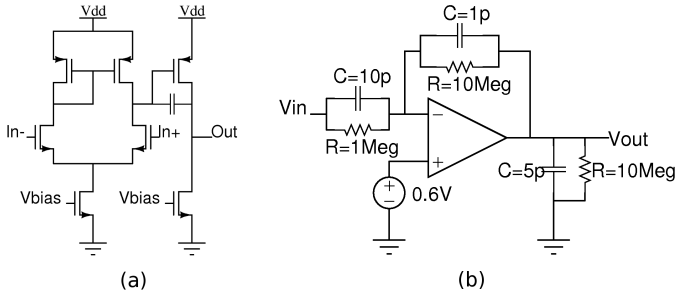 Vdd Vdd
In- In+ Out
Vbias Vbias
(a)
C=1p
R=10Meg
C=10p
Vin
R=1Meg
−
+
+
−
0.6V
Vout
C=5p R=10Meg
(b)